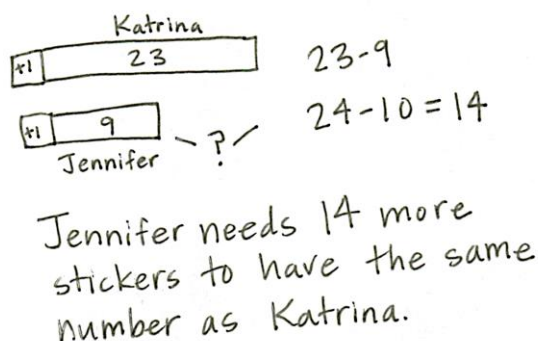 Katrina
+1 23
23-9
+1 9
- ? -
24-10=14
Jennifer
Jennifer needs 14 more
stickers to have the same
number as Katrina.